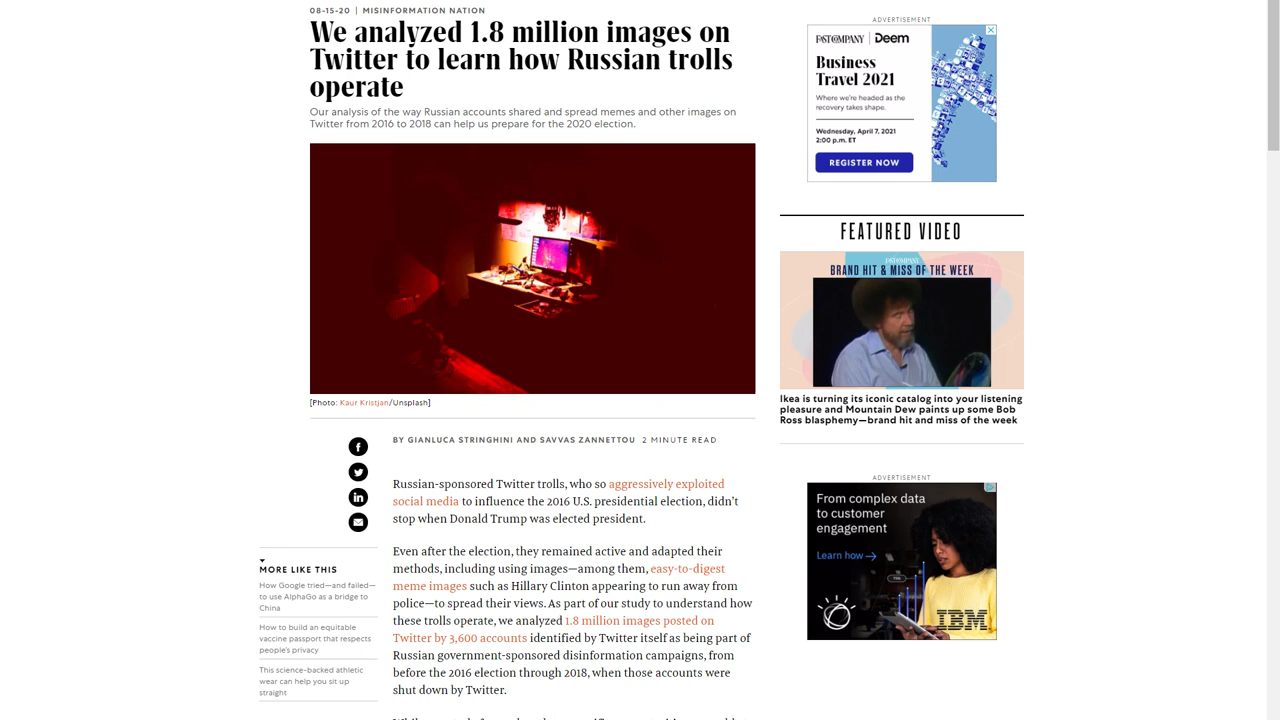 08-15-20 | MISINFORMATION NATION
We analyzed 1.8 million images on
Twitter to learn how Russian trolls
operate
Our analysis of the way Russian accounts shared and spread memes and other images on
Twitter from 2016 to 2018 can help us prepare for the 2020 election.
[Photo: Kaur Kristjan/Unsplash]
BY GIANLUCA STRINGHINI AND SAVVAS ZANNETTOU 2 MINUTE READ
Russian-sponsored Twitter trolls, who so aggressively exploited
social media to influence the 2016 U.S. presidential election, didn’t
stop when Donald Trump was elected president.
Even after the election, they remained active and adapted their
methods, including using images—among them, easy-to-digest
meme images such as Hillary Clinton appearing to run away from
police—to spread their views. As part of our study to understand how
these trolls operate, we analyzed 1.8 million images posted on
Twitter by 3,600 accounts identified by Twitter itself as being part of
Russian government-sponsored disinformation campaigns, from
before the 2016 election through 2018, when those accounts were
shut down by Twitter.
MORE LIKE THIS
How Google tried—and failed—
to use AlphaGo as a bridge to
China
How to build an equitable
vaccine passport that respects
people’s privacy
This science-backed athletic
wear can help you sit up
straight
ADVERTISEMENT
FAST COMPANY | Deem
Business
Travel 2021
Where we’re headed as the
recovery takes shape.
Wednesday, April 7, 2021
2:00 p.m. ET
REGISTER NOW
FEATURED VIDEO
FAST COMPANY
BRAND HIT & MISS OF THE WEEK
Ikea is turning its iconic catalog into your listening
pleasure and Mountain Dew paints up some Bob
Ross blasphemy—brand hit and miss of the week
ADVERTISEMENT
From complex data
to customer
engagement
Learn how
IBM